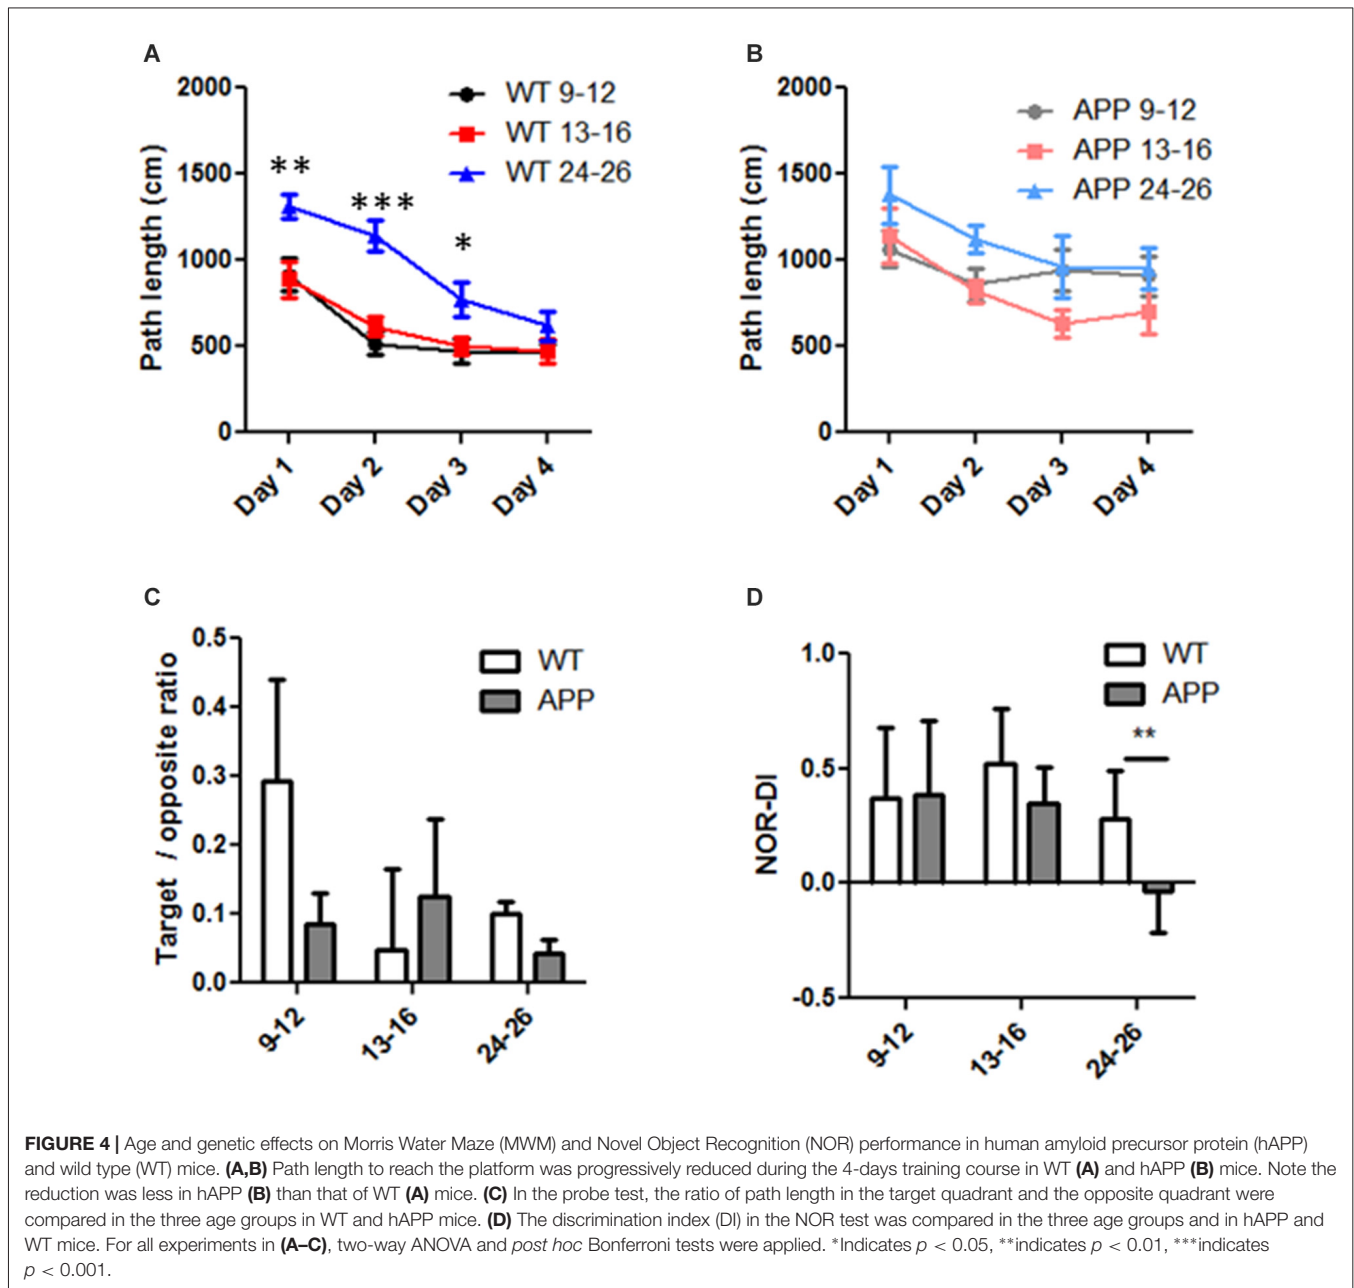 A
2000
1500
1000
500
0
Path length (cm)
WT 9-12
WT 13-16
WT 24-26
**
***
*
Day 1
Day 2
Day 3
Day 4
B
2000
1500
1000
500
0
Path length (cm)
APP 9-12
APP 13-16
APP 24-26
Day 1
Day 2
Day 3
Day 4
C
0.5
0.4
0.3
0.2
0.1
0.0
Target / opposite ratio
WT
APP
9-12
13-16
24-26
D
1.0
0.5
0.0
-0.5
NOR-DI
WT
APP
**
9-12
13-16
24-26
FIGURE 4 | Age and genetic effects on Morris Water Maze (MWM) and Novel Object Recognition (NOR) performance in human amyloid precursor protein (hAPP)
and wild type (WT) mice. (A,B) Path length to reach the platform was progressively reduced during the 4-days training course in WT (A) and hAPP (B) mice. Note the
reduction was less in hAPP (B) than that of WT (A) mice. (C) In the probe test, the ratio of path length in the target quadrant and the opposite quadrant were
compared in the three age groups in WT and hAPP mice. (D) The discrimination index (DI) in the NOR test was compared in the three age groups and in hAPP and
WT mice. For all experiments in (A–C), two-way ANOVA and post hoc Bonferroni tests were applied. *Indicates p < 0.05, **indicates p < 0.01, ***indicates
p < 0.001.